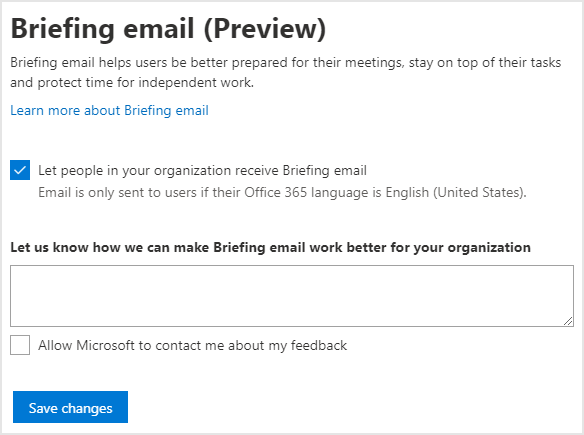 Briefing email (Preview)
Briefing email helps users be better prepared for their meetings, stay on top of their tasks
and protect time for independent work.
Learn more about Briefing email
Let people in your organization receive Briefing email
Email is only sent to users if their Office 365 language is English (United States).
Let us know how we can make Briefing email work better for your organization
Allow Microsoft to contact me about my feedback
Save changes